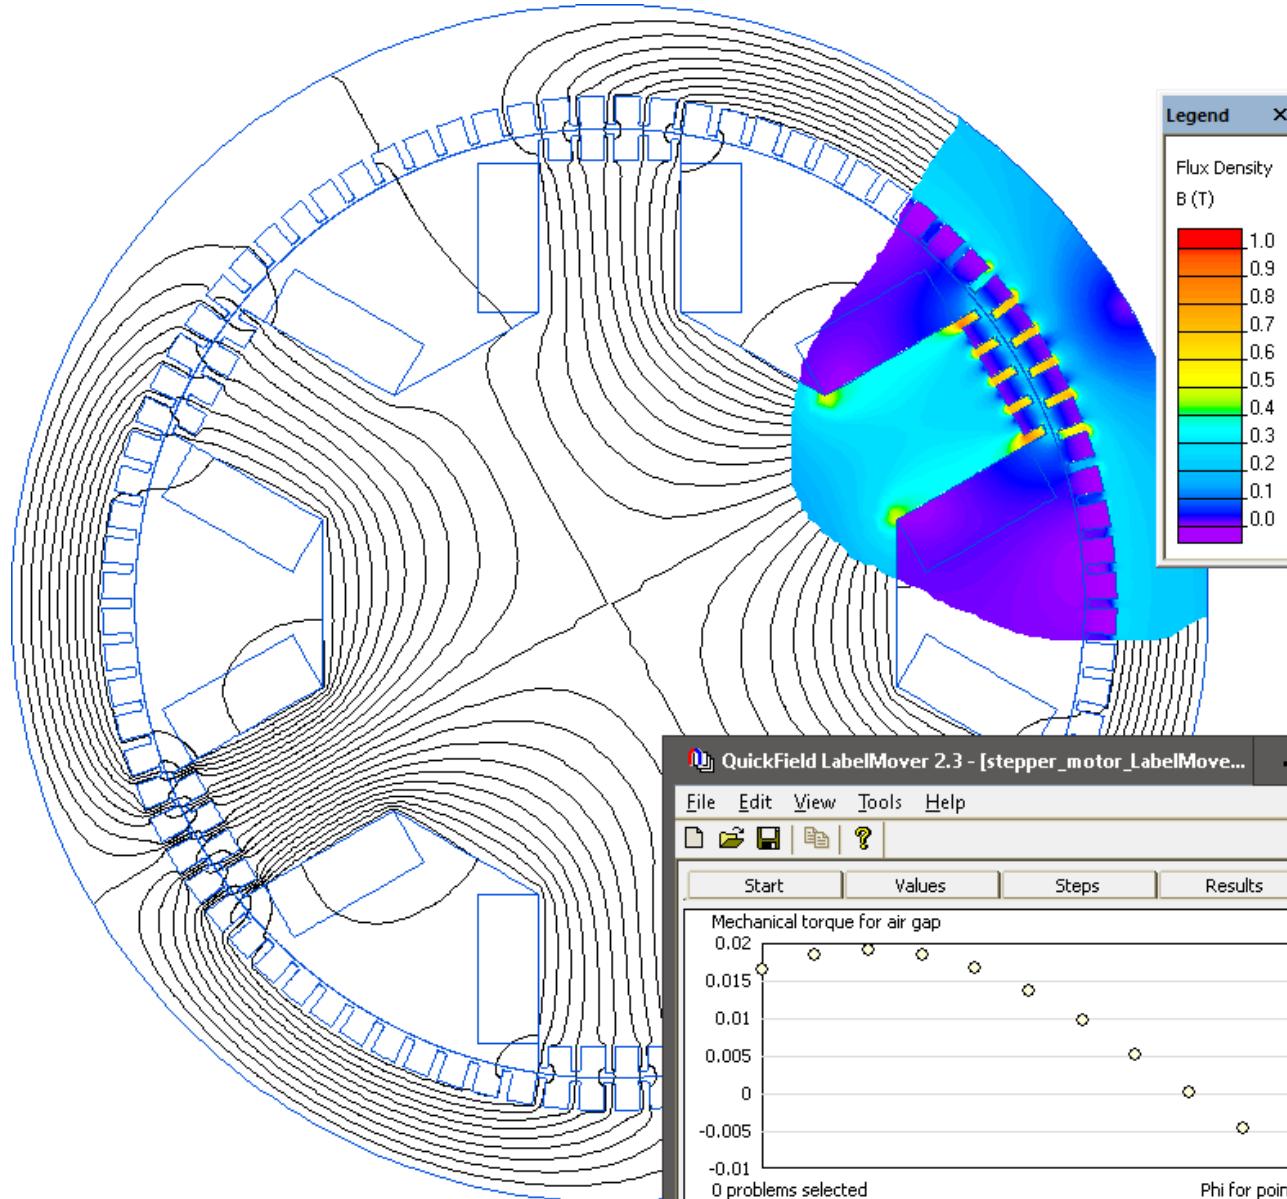 Legend ×
Flux Density
B (T)
1.0
0.9
0.8
0.7
0.6
0.5
0.4
0.3
0.2
0.1
0.0
QuickField LabelMover 2.3 - [stepper_motor_LabelMove...
File Edit View Tools Help
Start Values Steps Results
Mechanical torque for air gap
0.02
0.015
0.01
0.005
0
-0.005
-0.01
0 problems selected Phi for poin